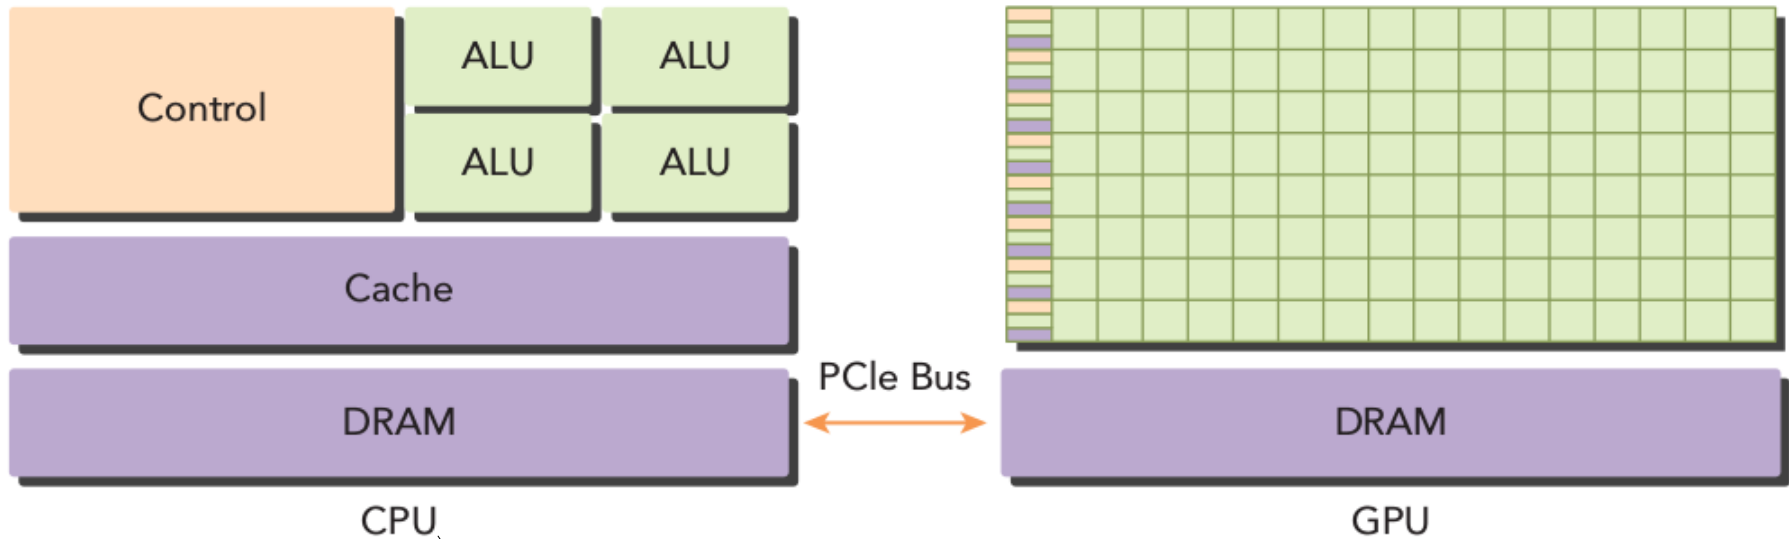 Control
ALU
ALU
ALU
ALU
Cache
DRAM
CPU
PCIe Bus
DRAM
GPU